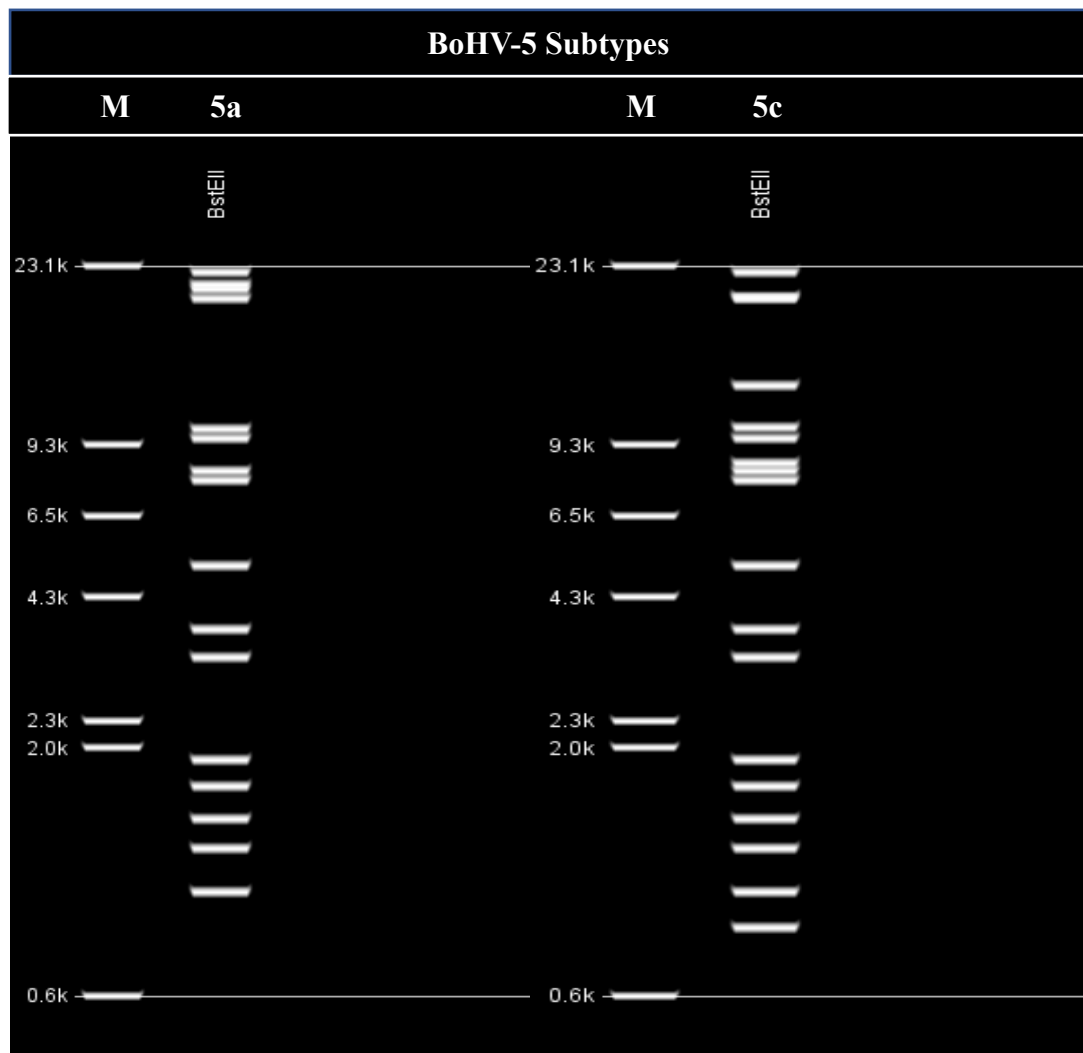 BoHV-5 Subtypes
M 5a M 5c
BstEII BstEII
23.1k 23.1k
9.3k 9.3k
6.5k 6.5k
4.3k 4.3k
2.3k 2.3k
2.0k 2.0k
0.6k 0.6k